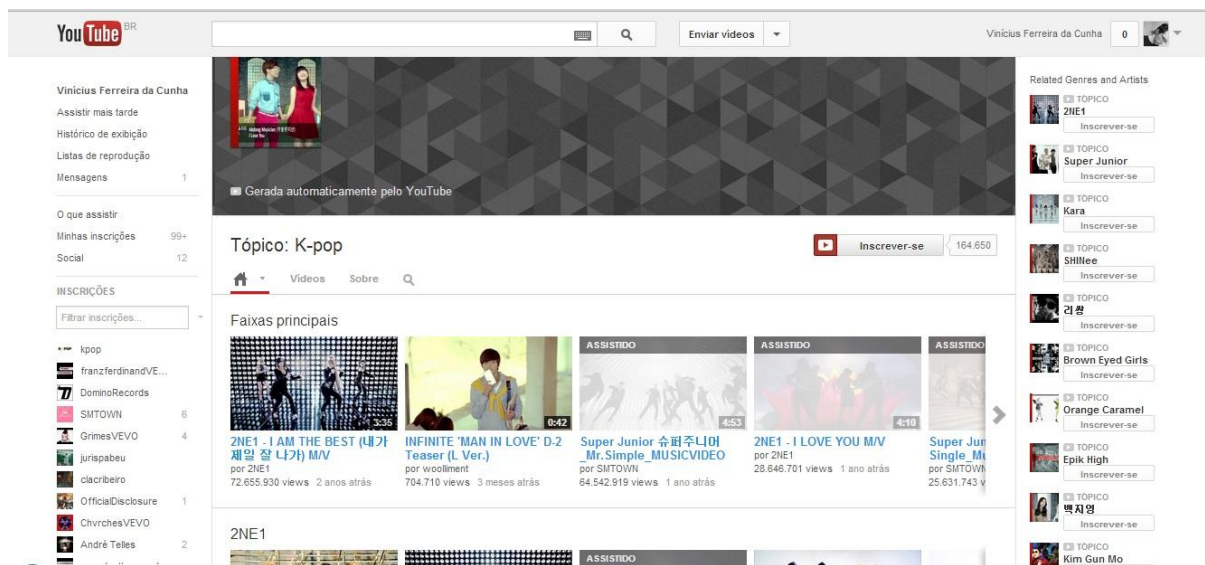 YouTube BR
Enviar vídeos
Vinícius Ferreira da Cunha
0
Vinícius Ferreira da Cunha
Assistir mais tarde
Histórico de exibição
Listas de reprodução
Mensagens 1
O que assistir
Minhas inscrições 99+
Social 12
INSCRIÇÕES
Filtrar inscrições...
kpop
franzferdinandVE...
DominoRecords
SMTOWN 6
GrimesVEVO 4
jurispabeu
clacribeiro
OfficialDisclosure 1
ChvrchesVEVO
André Telles 2
I Love You
Gerada automaticamente pelo YouTube
Tópico: K-pop
Inscrever-se 164.650
Vídeos Sobre
Faixas principais
3:35
2NE1 - I AM THE BEST (내가
제일 잘 나가) M/V
por 2NE1
72.655.930 views 2 anos atrás
0:42
INFINITE 'MAN IN LOVE' D-2
Teaser (L Ver.)
por woolliment
704.710 views 3 meses atrás
ASSISTIDO
4:53
Super Junior 슈퍼주니어
_Mr.Simple_MUSICVIDEO
por SMTOWN
64.542.919 views 1 ano atrás
ASSISTIDO
4:10
2NE1 - I LOVE YOU M/V
por 2NE1
28.646.701 views 1 ano atrás
ASSISTIDO
Super Jun
Single_Mu
por SMTOWN
25.631.743 v
2NE1
ASSISTIDO
Related Genres and Artists
TÓPICO
2NE1
Inscrever-se
TÓPICO
Super Junior
Inscrever-se
TÓPICO
Kara
Inscrever-se
TÓPICO
SHINee
Inscrever-se
TÓPICO
리쌍
Inscrever-se
TÓPICO
Brown Eyed Girls
Inscrever-se
TÓPICO
Orange Caramel
Inscrever-se
TÓPICO
Epik High
Inscrever-se
TÓPICO
백지영
Inscrever-se
TÓPICO
Kim Gun Mo